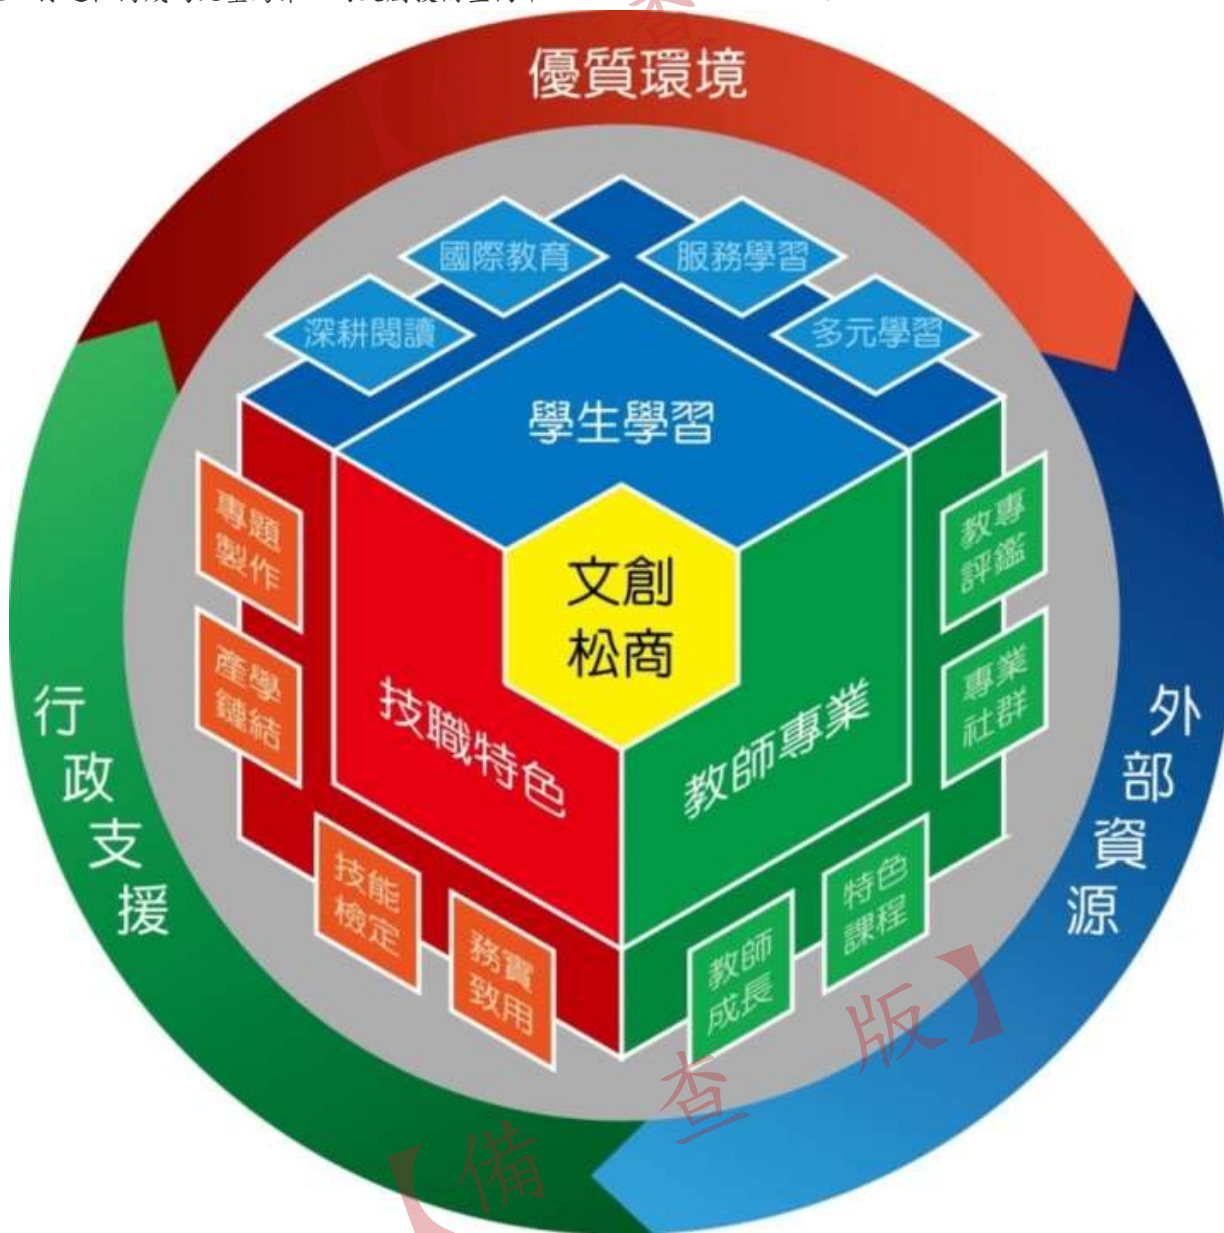 優質環境
國際教育
服務學習
深耕閱讀
多元學習
學生學習
專題
製作
教專
評鑑
文創
松商
產學
鏈結
專業
社群
技職特色
教師專業
行政支援
外部資源
技能
檢定
特色
課程
務實
致用
教師
成長
【備查版】
【備